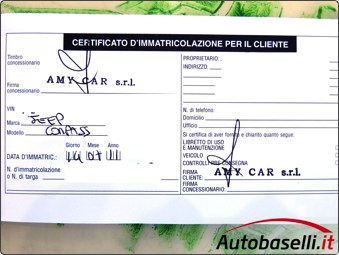 CERTIFICATO D'IMMATRICOLAZIONE PER IL CLIENTE
Timbro
concessionario
AMY CAR s.r.l.
Firma
concessionario
VIN
Marca JEEP
Modello COMPASS
Giorno Mese Anno
DATA D'IMMATRIC.:
N. d'immatricolazione
o N. di targa
PROPRIETARIO
INDIRIZZO:
N. di telefono:
Domicilio
Ufficio
Si certifica di aver fornito e chiarito quanto segue:
LIBRETTO DI USO
E MANUTENZIONE
VEICOLO
CONTROLLI PRE-CONSEGNA
FIRMA
CLIENTE:
AMY CAR s.r.l.
FIRMA
CONCESSIONARIO
Autobaselli.it